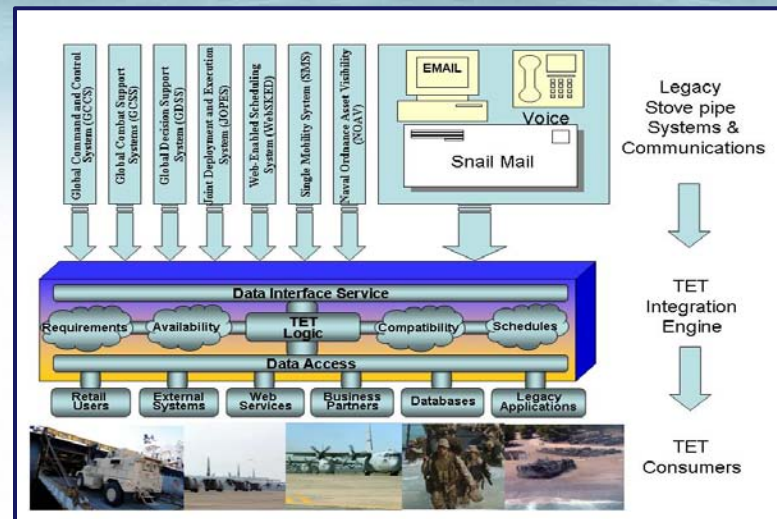 Global Command and Control
System (GCCS)
Global Combat Support
Systems (GCSS)
Global Decision Support
System (GDSS)
Joint Deployment and Execution
System (JOPES)
Web-Enabled Scheduling
System (WebSKED)
Single Mobility System (SMS)
Naval Ordnance Asset Visibility
(NOAV)
EMAIL
Voice
Snail Mail
Legacy
Stove pipe
Systems &
Communications
Data Interface Service
Requirements
Availability
TET
Logic
Compatibility
Schedules
Data Access
TET
Integration
Engine
Retail
Users
External
Systems
Web
Services
Business
Partners
Databases
Legacy
Applications
TET
Consumers